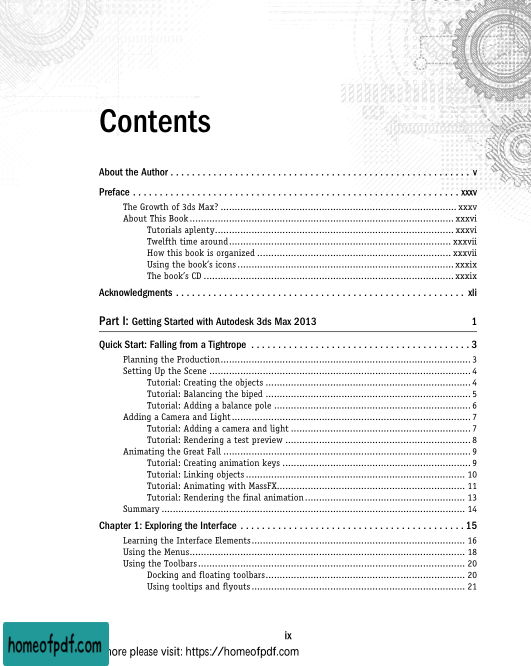 Contents
About the Author . . . . . . . . . . . . . . . . . . . . . . . . . . . . . . . . . . . . . . . . v
Preface . . . . . . . . . . . . . . . . . . . . . . . . . . . . . . . . . . . . . . . . xxxv
The Growth of 3ds Max? ........................................ xxxv
About This Book ........................................ xxxvi
Tutorials aplenty ........................................ xxxvi
Twelfth time around ........................................ xxxvii
How this book is organized ........................................ xxxvii
Using the book's icons ........................................ xxxix
The book's CD ........................................ xxxix
Acknowledgments . . . . . . . . . . . . . . . . . . . . . . . . . . . . . . . . . . . . . . . . xli
Part I: Getting Started with Autodesk 3ds Max 2013 1
Quick Start: Falling from a Tightrope . . . . . . . . . . . . . . . . . . . . . . . . . . . . . . . . . . . . . . . . 3
Planning the Production ........................................ 3
Setting Up the Scene ........................................ 4
Tutorial: Creating the objects ........................................ 4
Tutorial: Balancing the biped ........................................ 5
Tutorial: Adding a balance pole ........................................ 6
Adding a Camera and Light ........................................ 7
Tutorial: Adding a camera and light ........................................ 7
Tutorial: Rendering a test preview ........................................ 8
Animating the Great Fall ........................................ 9
Tutorial: Creating animation keys ........................................ 9
Tutorial: Linking objects ........................................ 10
Tutorial: Animating with MassFX ........................................ 11
Tutorial: Rendering the final animation ........................................ 13
Summary ........................................ 14
Chapter 1: Exploring the Interface . . . . . . . . . . . . . . . . . . . . . . . . . . . . . . . . . . . . . . . . 15
Learning the Interface Elements ........................................ 16
Using the Menus ........................................ 18
Using the Toolbars ........................................ 20
Docking and floating toolbars ........................................ 20
Using tooltips and flyouts ........................................ 21
ix
homeofpdf.com
ore please visit: https://homeofpdf.com